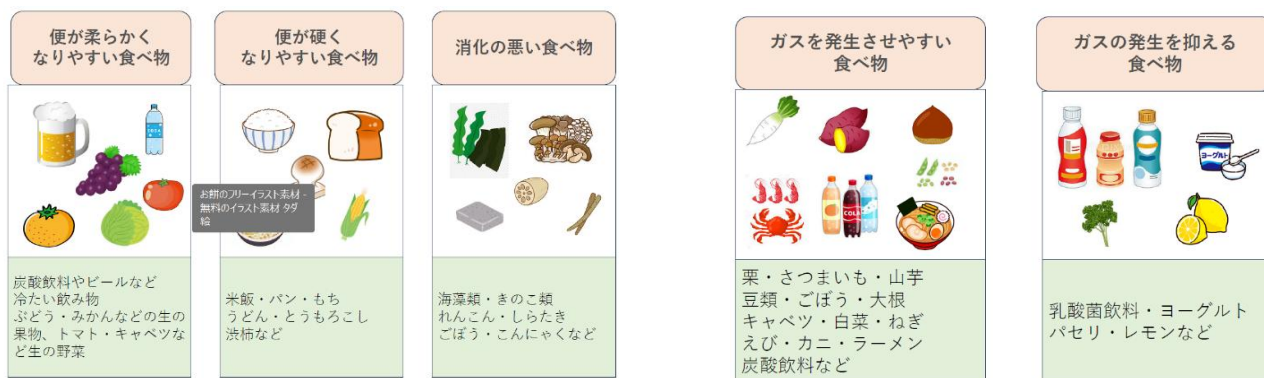 便が柔らかく
なりやすい食べ物
便が硬く
なりやすい食べ物
消化の悪い食べ物
ガスを発生させやすい
食べ物
ガスの発生を抑える
食べ物
お餅のフリーイラスト素材 -
無料のイラスト素材 タダ
絵
COLA
ヨーグルト
炭酸飲料やビールなど
冷たい飲み物
ぶどう・みかんなどの生の
果物、トマト・キャベツな
ど生の野菜
米飯・パン・もち
うどん・とうもろこし
渋柿など
海藻類・きのこ類
れんこん・しらたき
ごぼう・こんにゃくなど
栗・さつまいも・山芋
豆類・ごぼう・大根
キャベツ・白菜・ねぎ
えび・カニ・ラーメン
炭酸飲料など
乳酸菌飲料・ヨーグルト
パセリ・レモンなど